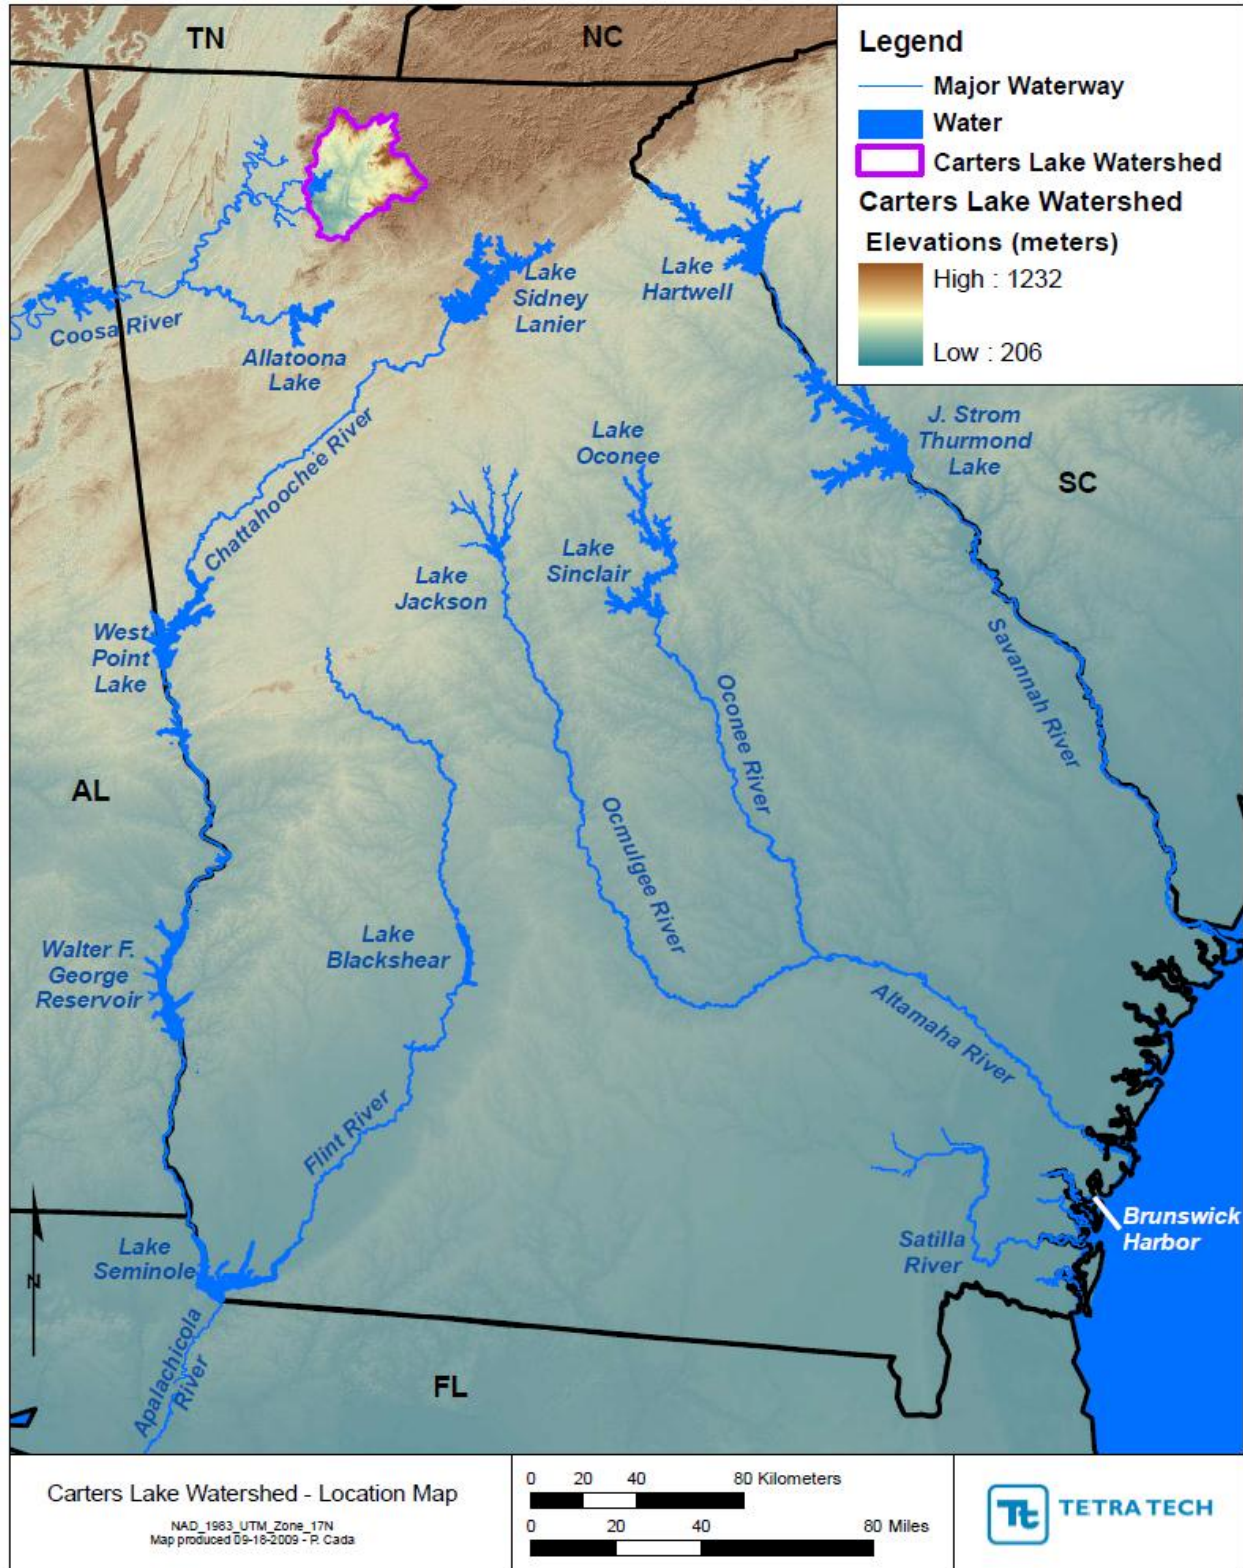 TN
NC
Legend
Major Waterway
Water
Carters Lake Watershed
Carters Lake Watershed
Elevations (meters)
High : 1232
Low : 206
Lake
Sidney
Lanier
Lake
Hartwell
Coosa River
Allatoona
Lake
Chattahoochee River
Lake
Oconee
J. Strom
Thurmond
Lake
SC
Lake
Sinclair
Lake
Jackson
West
Point
Lake
Savannah River
Oconee River
AL
Ocmulgee River
Walter F.
George
Reservoir
Lake
Blackshear
Altamaha River
Flint River
Brunswick
Harbor
Satilla
River
Lake
Seminole
N
Apalachicola
River
FL
Carters Lake Watershed - Location Map
NAD_1983_UTM_Zone_17N
Map produced 09-18-2009 - P. Cada
0 20 40 80 Kilometers
0 20 40 80 Miles
Tt
TETRA TECH